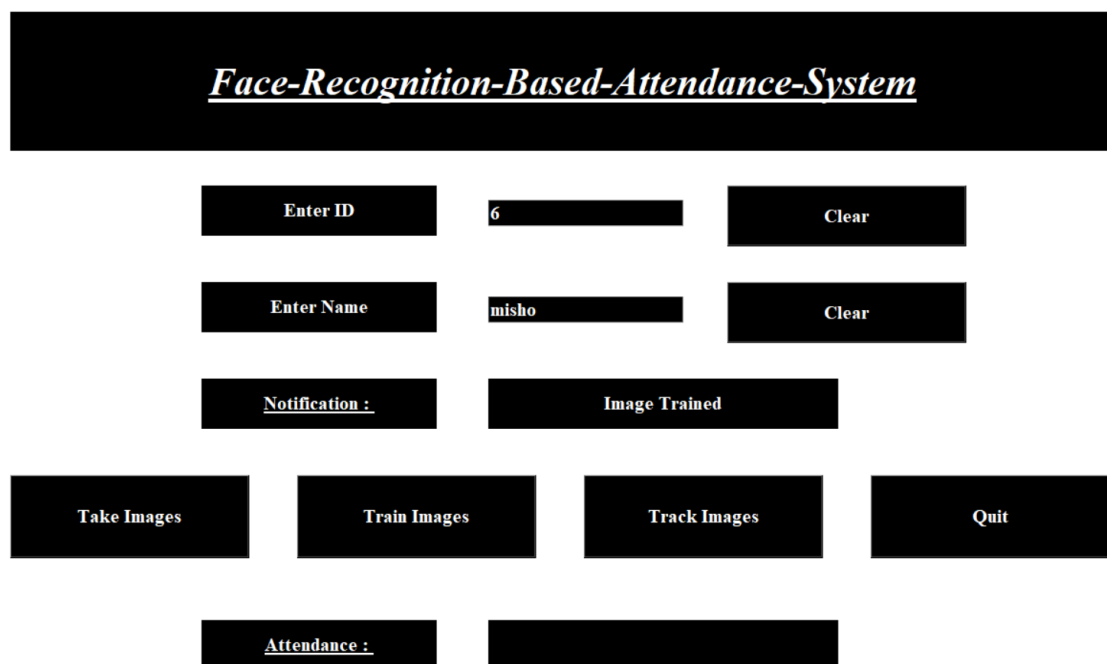 Face-Recognition-Based-Attendance-System
Enter ID
6
Clear
Enter Name
misho
Clear
Notification :
Image Trained
Take Images
Train Images
Track Images
Quit
Attendance :